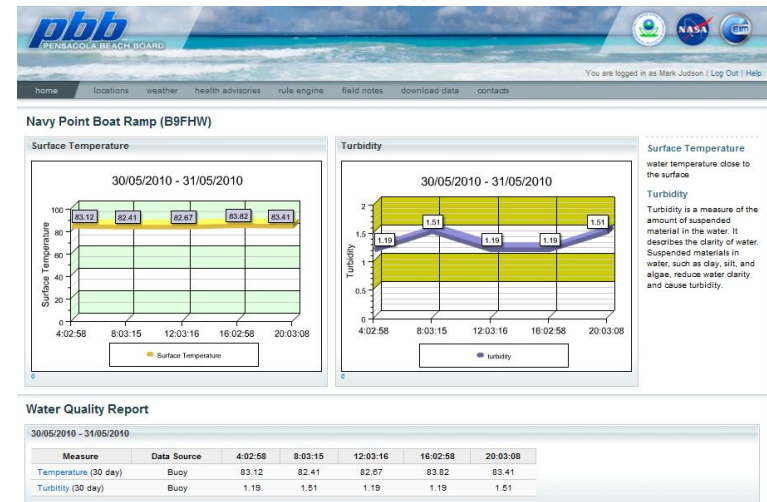 pbb
PENSACOLA BEACH BOARD
NASA
EIM
You are logged in as Mark Judson | Log Out | Help
home locations weather health advisories rule engine field notes download data contacts
Navy Point Boat Ramp (B9FHW)
Surface Temperature
30/05/2010 - 31/05/2010
Surface Temperature
100
80
60
40
20
0
83.12 82.41 82.67 83.82 83.41
4:02:58 8:03:15 12:03:16 16:02:58 20:03:08
Surface Temperature
Turbidity
30/05/2010 - 31/05/2010
Turbidity
2
1.5
1
0.5
0
1.19 1.51 1.19 1.19 1.51
4:02:58 8:03:15 12:03:16 16:02:58 20:03:08
turbidity
Surface Temperature
water temperature close to
the surface
Turbidity
Turbidity is a measure of the
amount of suspended
material in the water. It
describes the clarity of water.
Suspended materials in
water, such as clay, silt, and
algae, reduce water clarity
and cause turbidity.
Water Quality Report
30/05/2010 - 31/05/2010
Measure Data Source 4:02:58 8:03:15 12:03:16 16:02:58 20:03:08
Temperature (30 day) Buoy 83.12 82.41 82.67 83.82 83.41
Turbitity (30 day) Buoy 1.19 1.51 1.19 1.19 1.51